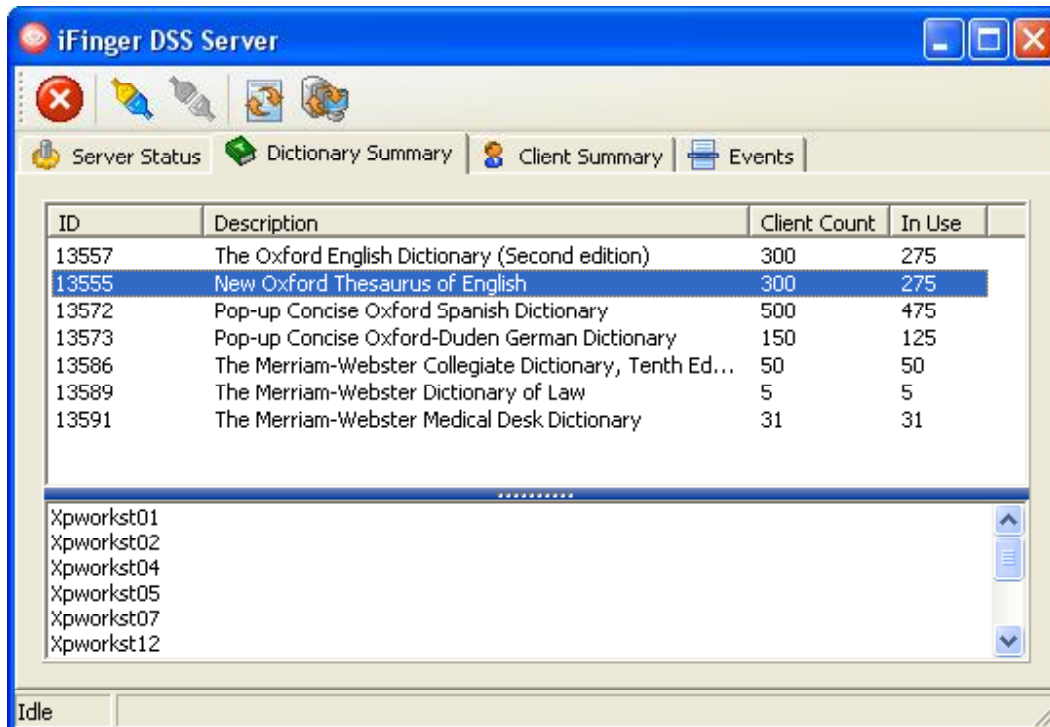 iFinger DSS Server
Server Status Dictionary Summary Client Summary Events
ID Description Client Count In Use
13557 The Oxford English Dictionary (Second edition) 300 275
13555 New Oxford Thesaurus of English 300 275
13572 Pop-up Concise Oxford Spanish Dictionary 500 475
13573 Pop-up Concise Oxford-Duden German Dictionary 150 125
13586 The Merriam-Webster Collegiate Dictionary, Tenth Ed... 50 50
13589 The Merriam-Webster Dictionary of Law 5 5
13591 The Merriam-Webster Medical Desk Dictionary 31 31
Xpworkst01
Xpworkst02
Xpworkst04
Xpworkst05
Xpworkst07
Xpworkst12
Idle